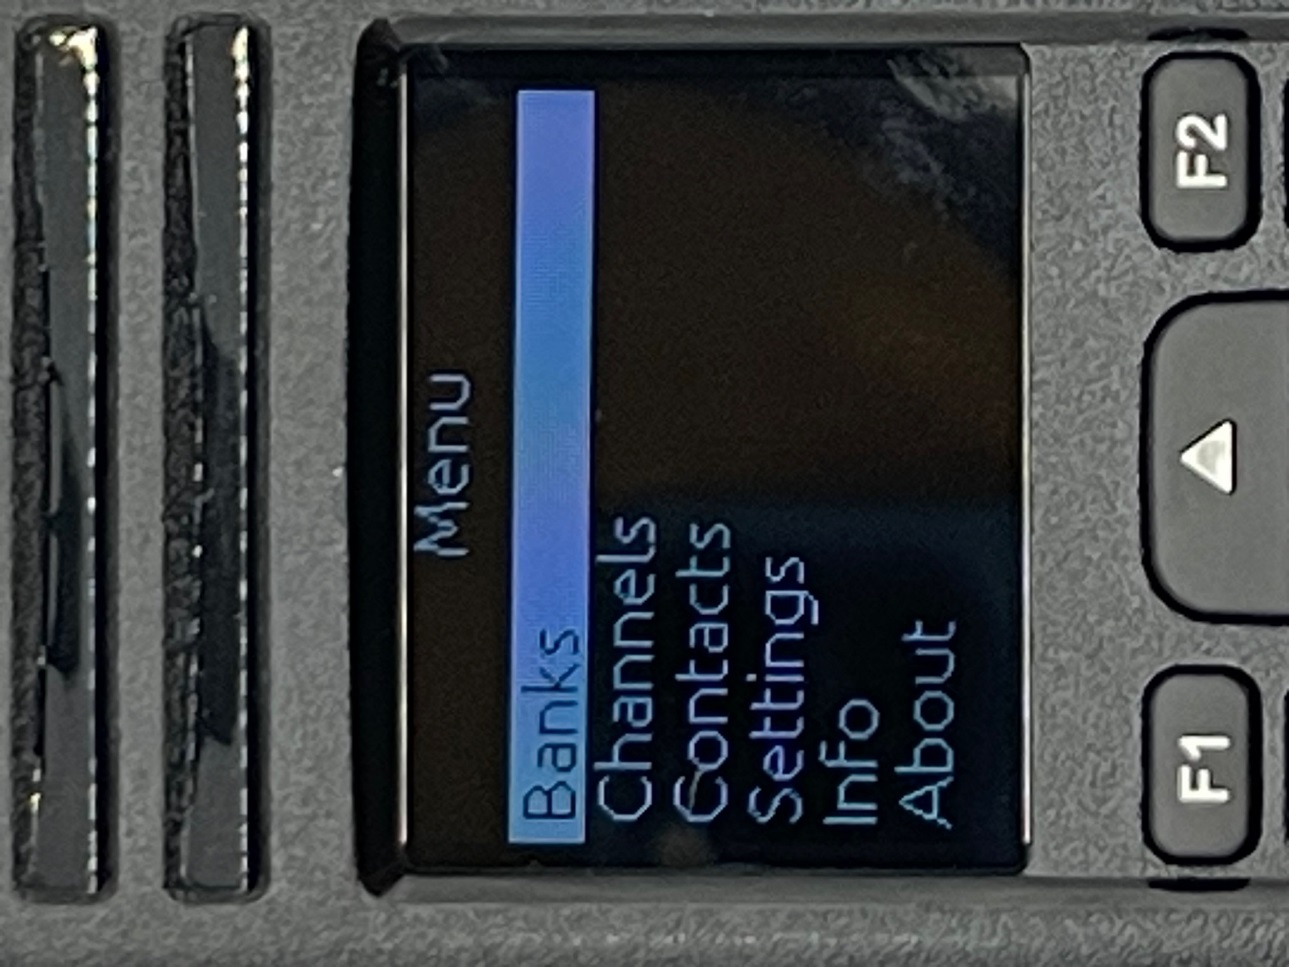 Menu
Banks
Channels
Contacts
Settings
Info
About
F1
F2